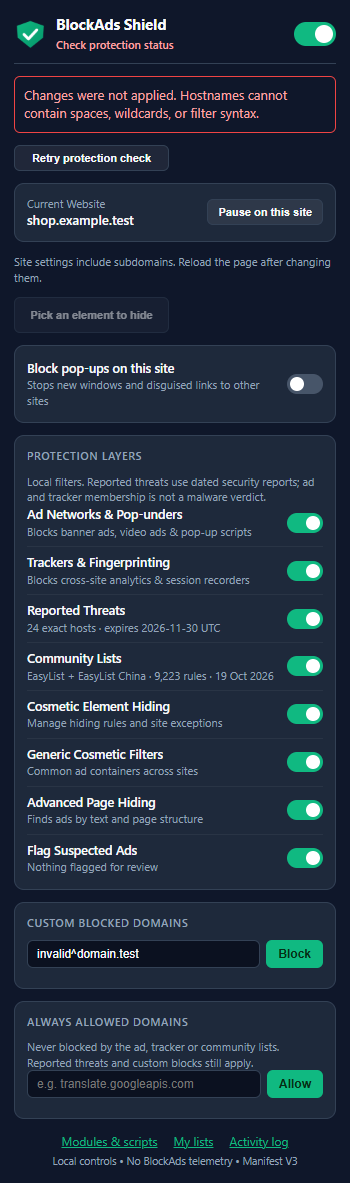 BlockAds Shield
Check protection status
Changes were not applied. Hostnames cannot
contain spaces, wildcards, or filter syntax.
Retry protection check
Current Website
shop.example.test
Pause on this site
Site settings include subdomains. Reload the page after changing
them.
Pick an element to hide
Block pop-ups on this site
Stops new windows and disguised links to other
sites
PROTECTION LAYERS
Local filters. Reported threats use dated security reports; ad
and tracker membership is not a malware verdict.
Ad Networks & Pop-unders
Blocks banner ads, video ads & pop-up scripts
Trackers & Fingerprinting
Blocks cross-site analytics & session recorders
Reported Threats
24 exact hosts · expires 2026-11-30 UTC
Community Lists
EasyList + EasyList China · 9,223 rules · 19 Oct 2026
Cosmetic Element Hiding
Manage hiding rules and site exceptions
Generic Cosmetic Filters
Common ad containers across sites
Advanced Page Hiding
Finds ads by text and page structure
Flag Suspected Ads
Nothing flagged for review
CUSTOM BLOCKED DOMAINS
invalid^domain.test
Block
ALWAYS ALLOWED DOMAINS
Never blocked by the ad, tracker or community lists.
Reported threats and custom blocks still apply.
e.g. translate.googleapis.com
Allow
Modules & scripts My lists Activity log
Local controls • No BlockAds telemetry • Manifest V3